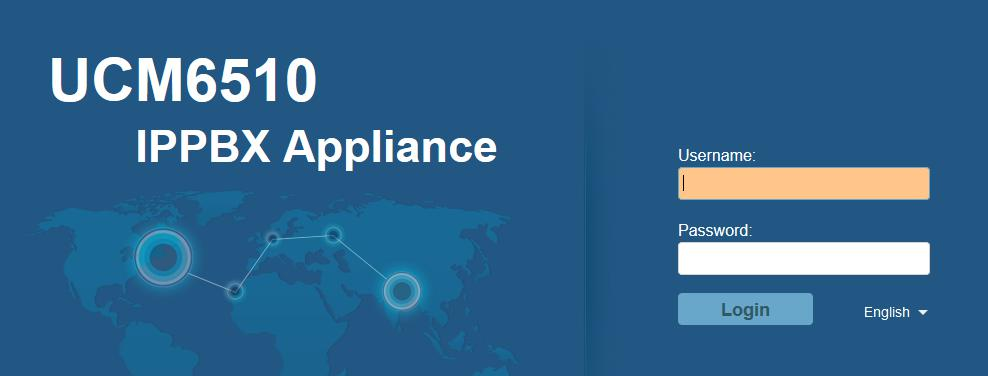 UCM6510
IPPBX Appliance
Username:
Password:
Login
English